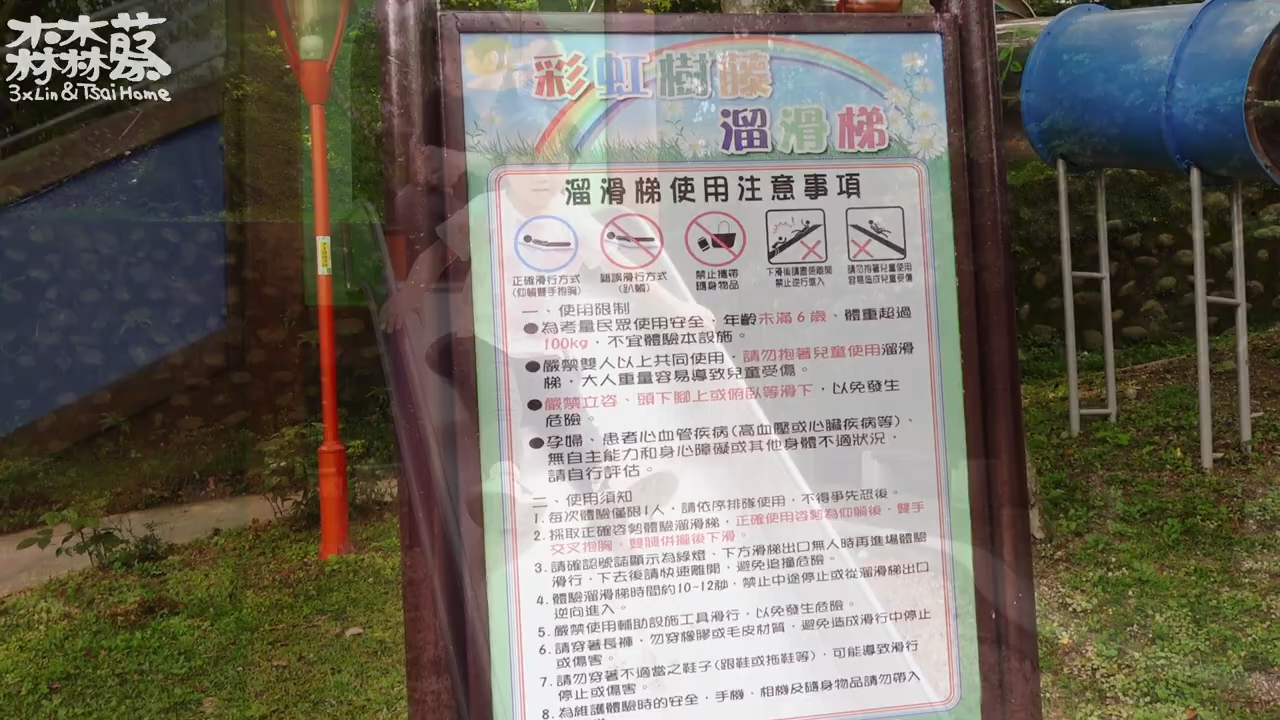 森森蔡
3xLin & Tsai Home
彩虹樹藤
溜滑梯
溜滑梯使用注意事項
正確滑行方式
(仰躺雙手抱胸)
錯誤滑行方式
(趴躺)
禁止攜帶
隨身物品
下滑後請盡速離開
禁止逆行進入
請勿抱著兒童使用
容易造成兒童受傷
一、使用限制
●為考量民眾使用安全，年齡未滿6歲、體重超過
100kg，不宜體驗本設施。
●嚴禁雙人以上共同使用，請勿抱著兒童使用溜滑
梯，大人重量容易導致兒童受傷。
●嚴禁立姿、頭下腳上或俯臥等滑下，以免發生
危險。
●孕婦、患者心血管疾病(高血壓或心臟疾病等)、
無自主能力和身心障礙或其他身體不適狀況，
請自行評估。
二、使用須知
1. 每次體驗僅限1人，請依序排隊使用，不得爭先恐後。
2. 採取正確姿勢體驗溜滑梯，正確使用姿勢為仰躺後，雙手
交叉抱胸，雙腿併攏後下滑。
3. 請確認號誌顯示為綠燈、下方滑梯出口無人時再進場體驗
滑行，下去後請快速離開，避免追撞危險。
4. 體驗溜滑梯時間約10-12秒，禁止中途停止或從溜滑梯出口
逆向進入。
5. 嚴禁使用輔助設施工具滑行，以免發生危險。
6. 請穿著長褲，勿穿橡膠或毛皮材質，避免造成滑行中停止
或傷害。
7. 請勿穿著不適當之鞋子(跟鞋或拖鞋等)，可能導致滑行
停止或傷害。
8. 為維護體驗時的安全，手機、相機及隨身物品請勿帶入